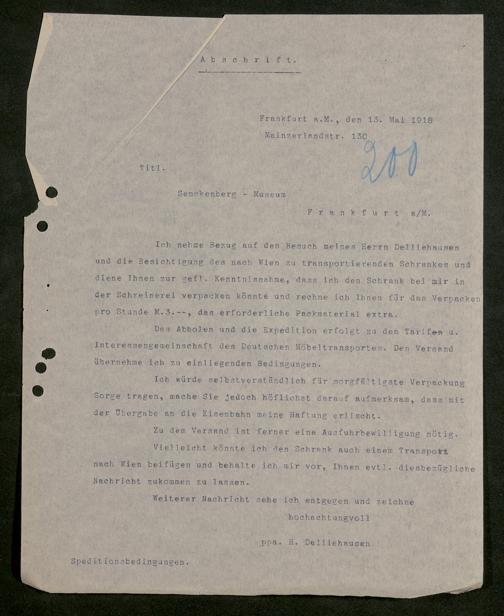 Abschrift.
Frankfurt a.M., den 13. Mai 1918
Mainzerlandstr. 130
200
Titl.
Senckenberg - Museum
Frankfurt a/M.
Ich nehme Bezug auf den Besuch meines Herrn Delliehausen
und die Besichtigung des nach Wien zu transportierenden Schrankes und
diene Ihnen zur gefl. Kenntnisnahme, dass ich den Schrank bei mir in
der Schreinerei verpacken könnte und rechne ich Ihnen für das Verpacken
pro Stunde M.3.--, das erforderliche Packmaterial extra.
Das Abholen und die Expedition erfolgt zu den Tarifen u.
Interessengemeinschaft des Deutschen Möbeltransportes. Den Versand
übernehme ich zu einliegenden Bedingungen.
Ich würde selbstverständlich für sorgfältigste Verpackung
Sorge tragen, mache Sie jedoch höflichst darauf aufmerksam, dass mit
der Übergabe an die Eisenbahn meine Haftung erlischt.
Zu dem Versand ist ferner eine Ausfuhrbewilligung nötig.
Vielleicht könnte ich den Schrank auch einem Transport
nach Wien beifügen und behalte ich mir vor, Ihnen evtl. diesbezügliche
Nachricht zukommen zu lassen.
Weiterer Nachricht sehe ich entgegen und zeichne
hochachtungvoll
ppa. H. Delliehausen
Speditionsbedingungen.